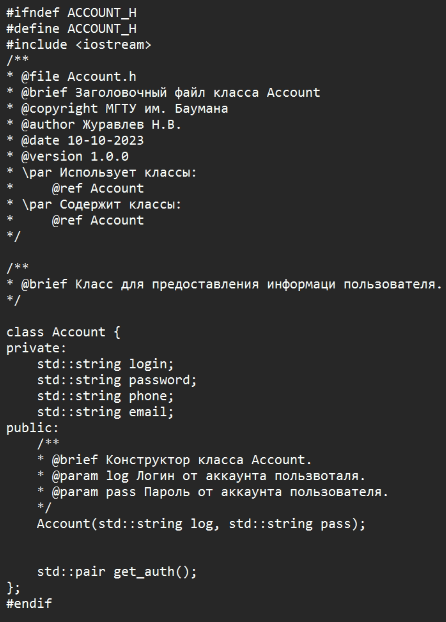 #ifndef ACCOUNT_H
#define ACCOUNT_H
#include <iostream>
/**
* @file Account.h
* @brief Заголовочный файл класса Account
* @copyright МГТУ им. Баумана
* @author Журавлев Н.В.
* @date 10-10-2023
* @version 1.0.0
* \par Использует классы:
*     @ref Account
* \par Содержит классы:
*     @ref Account
*/

/**
* @brief Класс для предоставления информаци пользователя.
*/

class Account {
private:
    std::string login;
    std::string password;
    std::string phone;
    std::string email;
public:
    /**
    * @brief Конструктор класса Account.
    * @param log Логин от аккаунта пользвоталя.
    * @param pass Пароль от аккаунта пользователя.
    */
    Account(std::string log, std::string pass);


    std::pair get_auth();
};
#endif